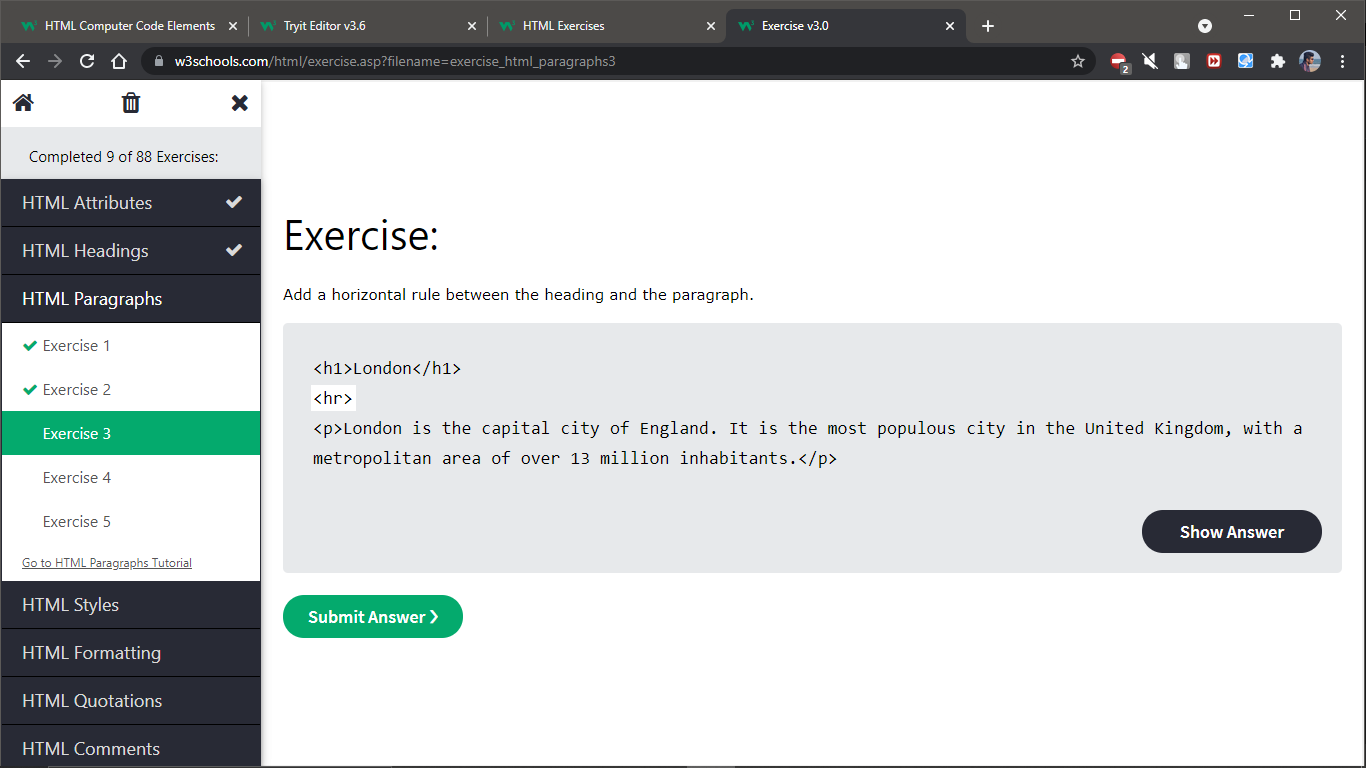 HTML Computer Code Elements
Tryit Editor v3.6
HTML Exercises
Exercise v3.0
w3schools.com/html/exercise.asp?filename=exercise_html_paragraphs3
2
Completed 9 of 88 Exercises:
HTML Attributes
HTML Headings
HTML Paragraphs
Exercise 1
Exercise 2
Exercise 3
Exercise 4
Exercise 5
Go to HTML Paragraphs Tutorial
HTML Styles
HTML Formatting
HTML Quotations
HTML Comments
Exercise:
Add a horizontal rule between the heading and the paragraph.
<h1>London</h1>
<hr>
<p>London is the capital city of England. It is the most populous city in the United Kingdom, with a
metropolitan area of over 13 million inhabitants.</p>
Show Answer
Submit Answer ❯